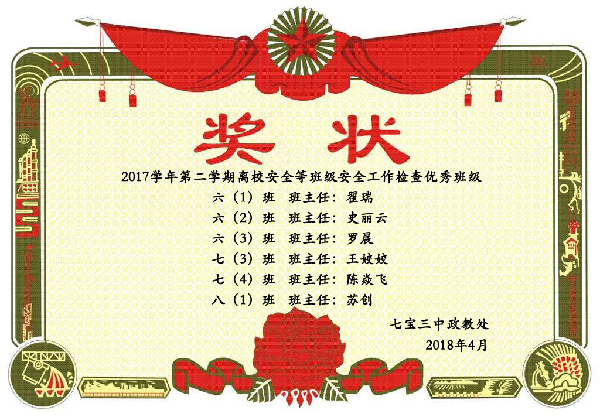 奖状
2017学年第二学期离校安全等班级安全工作检查优秀班级
六（1）班 班主任：翟瑞
六（2）班 班主任：史丽云
六（3）班 班主任：罗晨
七（3）班 班主任：王姣姣
七（4）班 班主任：陈焱飞
八（1）班 班主任：苏创
七宝三中政教处
2018年4月